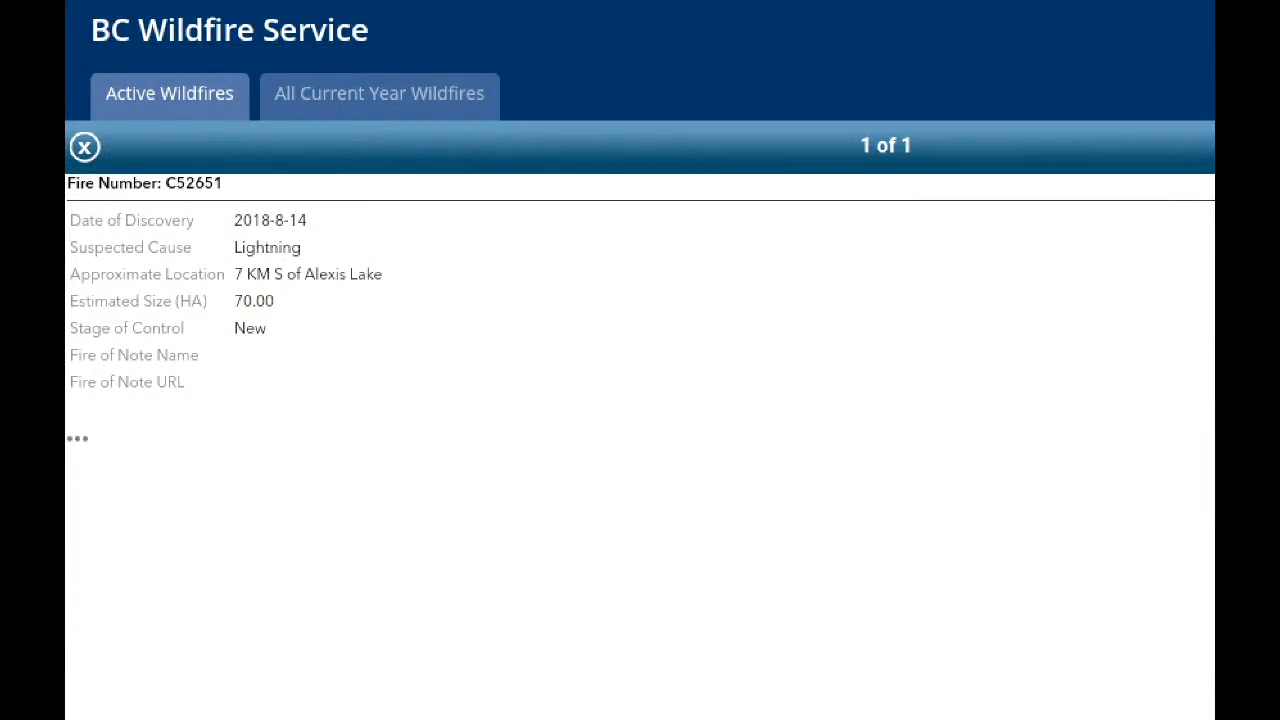 BC Wildfire Service
Active Wildfires All Current Year Wildfires
x 1 of 1
Fire Number: C52651
Date of Discovery 2018-8-14
Suspected Cause Lightning
Approximate Location 7 KM S of Alexis Lake
Estimated Size (HA) 70.00
Stage of Control New
Fire of Note Name
Fire of Note URL
•••